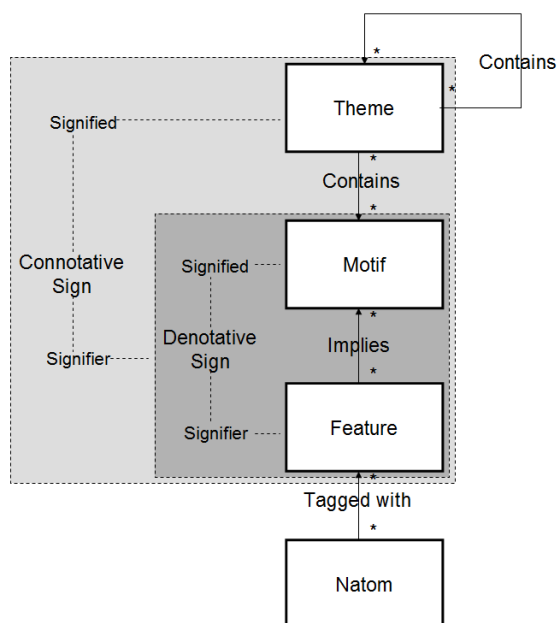 *
Contains
*
Theme
Signified
*
Contains
*
Signified
Motif
Connotative
Sign
*
Denotative
Sign
Implies
Signifier
*
Signifier
Feature
*
Tagged with
*
Natom